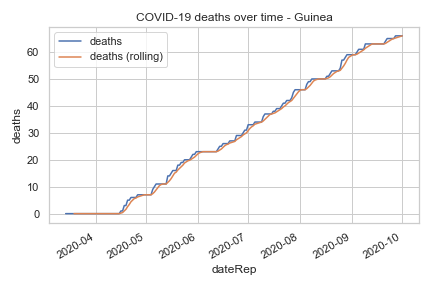 COVID-19 deaths over time - Guinea
deaths
deaths (rolling)
deaths
60
50
40
30
20
10
0
2020-04
2020-05
2020-06
2020-07
2020-08
2020-09
2020-10
dateRep